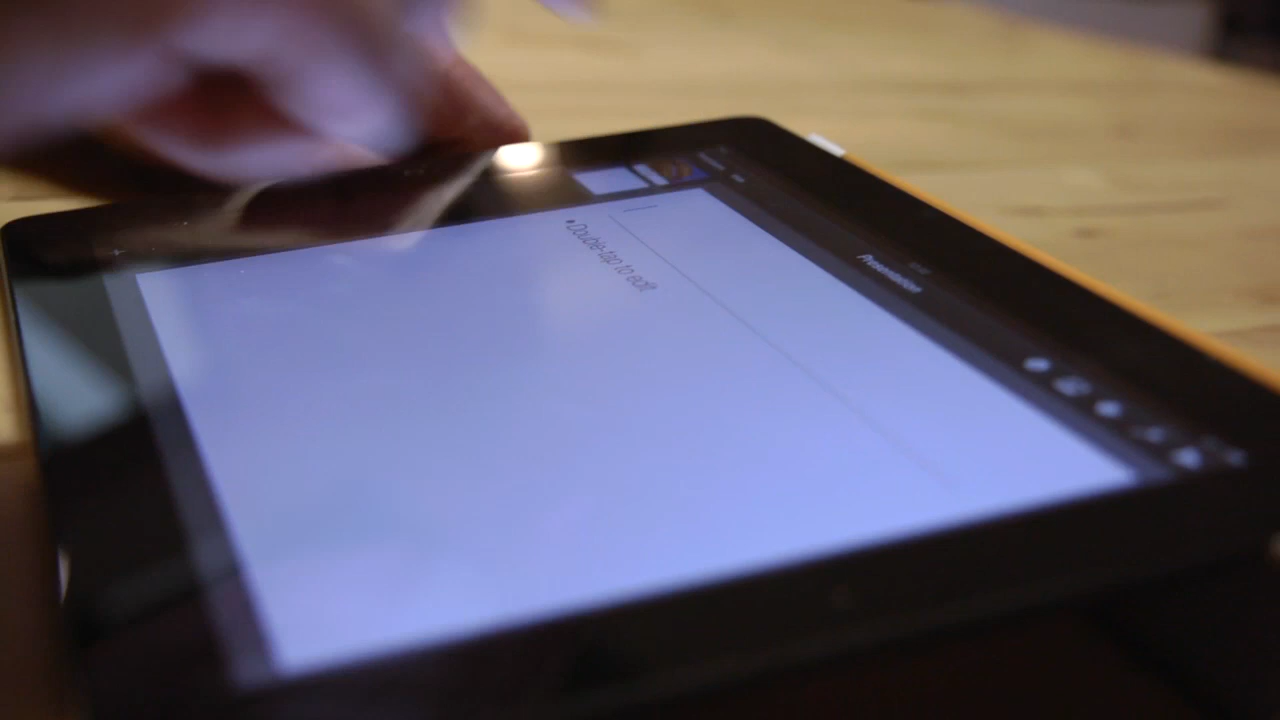 Presentation
• Double-tap to edit